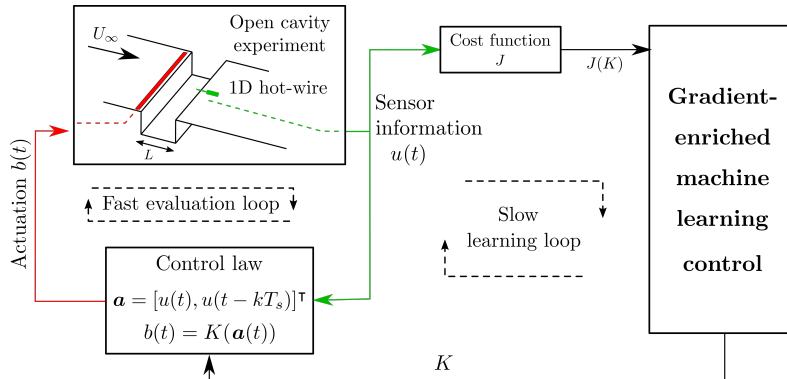 Open cavity
experiment
U∞
1D hot-wire
L
Cost function
J
J(K)
Gradient-
enriched
machine
learning
control
Sensor
information
u(t)
Actuation b(t)
Fast evaluation loop
Slow
learning loop
Control law
a = [u(t), u(t − kTₛ)]ᵀ
b(t) = K(a(t))
K